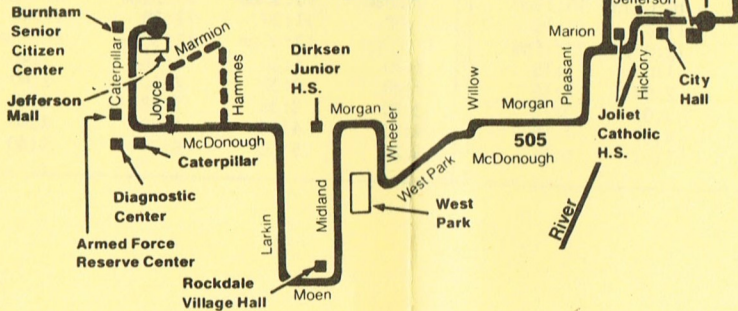 Burnham
Senior
Citizen
Center
Jefferson
Mall
Caterpillar
Joyce
Marmion
Hammes
McDonough
Caterpillar
Diagnostic
Center
Armed Force
Reserve Center
Larkin
Dirksen
Junior
H.S.
Midland
Rockdale
Village Hall
Moen
Morgan
Wheeler
West Park
West
Park
Willow
Morgan
505
McDonough
Pleasant
Marion
Jefferson
Hickory
City
Hall
Joliet
Catholic
H.S.
River